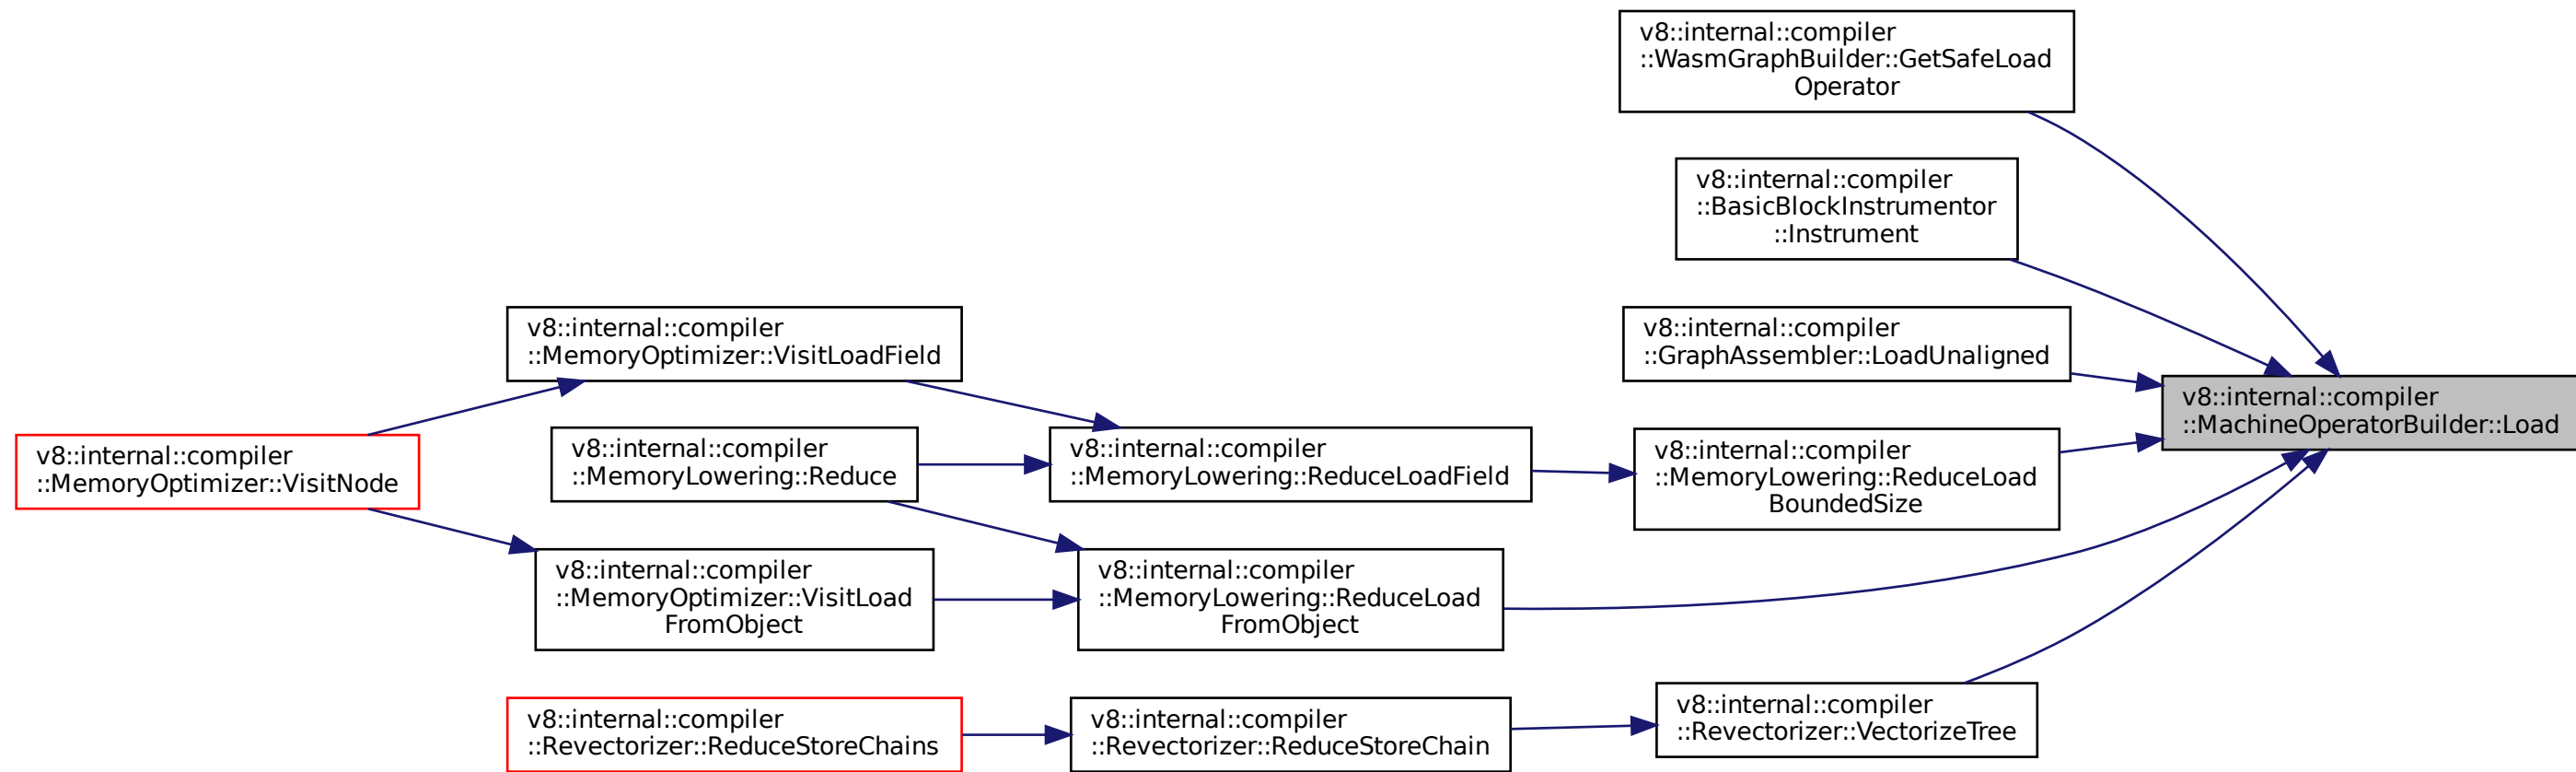 v8::internal::compiler
::WasmGraphBuilder::GetSafeLoad
Operator
v8::internal::compiler
::BasicBlockInstrumentor
::Instrument
v8::internal::compiler
::MemoryOptimizer::VisitLoadField
v8::internal::compiler
::GraphAssembler::LoadUnaligned
v8::internal::compiler
::MachineOperatorBuilder::Load
v8::internal::compiler
::MemoryOptimizer::VisitNode
v8::internal::compiler
::MemoryLowering::Reduce
v8::internal::compiler
::MemoryLowering::ReduceLoadField
v8::internal::compiler
::MemoryLowering::ReduceLoad
BoundedSize
v8::internal::compiler
::MemoryOptimizer::VisitLoad
FromObject
v8::internal::compiler
::MemoryLowering::ReduceLoad
FromObject
v8::internal::compiler
::Revectorizer::ReduceStoreChains
v8::internal::compiler
::Revectorizer::ReduceStoreChain
v8::internal::compiler
::Revectorizer::VectorizeTree